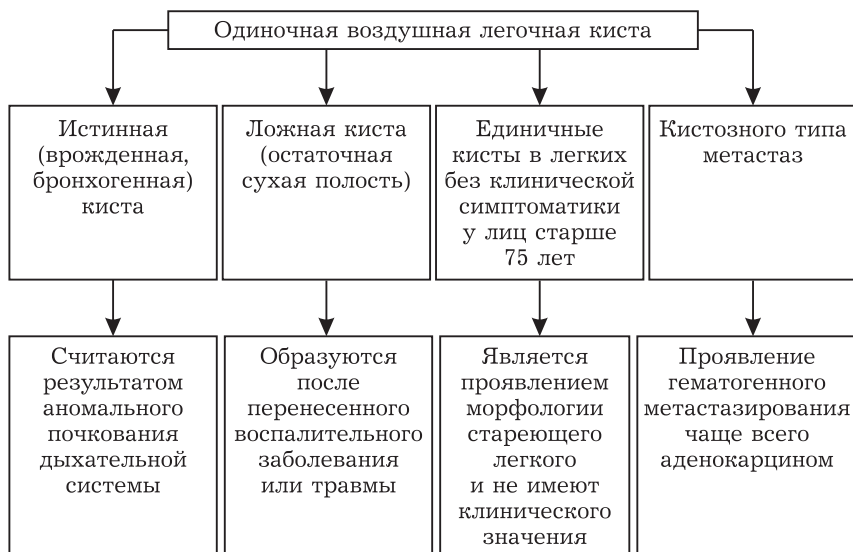 Одиночная воздушная легочная киста
Истинная
(врожденная,
бронхогенная)
киста
Ложная киста
(остаточная
сухая полость)
Единичные
кисты в легких
без клинической
симптоматики
у лиц старше
75 лет
Кистозного типа
метастаз
Считаются
результатом
аномального
почкования
дыхательной
системы
Образуются
после
перенесенного
воспалительного
заболевания
или травмы
Является
проявлением
морфологии
стареющего
легкого
и не имеют
клинического
значения
Проявление
гематогенного
метастазирования
чаще всего
аденокарцином